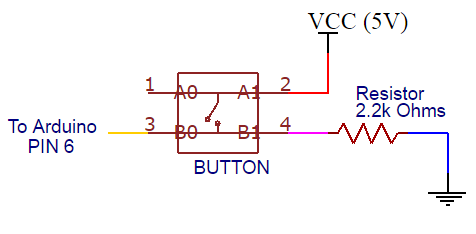 VCC (5V)
1 A0 A1 2
Resistor
2.2k Ohms
To Arduino
PIN 6
3 B0 B1 4
BUTTON